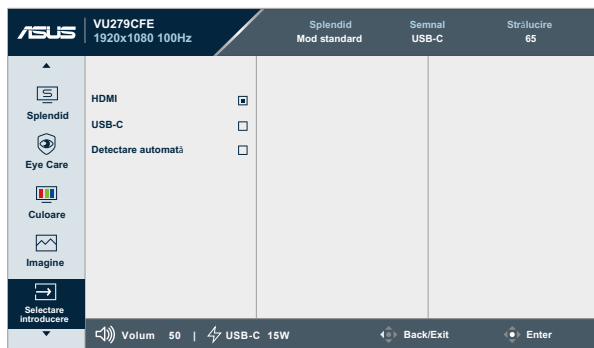 ASUS
VU279CFE
1920x1080 100Hz
Splendid
Mod standard
Semnal
USB-C
Strălucire
65
Splendid
Eye Care
Culoare
Imagine
Selectare
introducere
HDMI
USB-C
Detectare automată
Volum 50 | USB-C 15W
Back/Exit
Enter